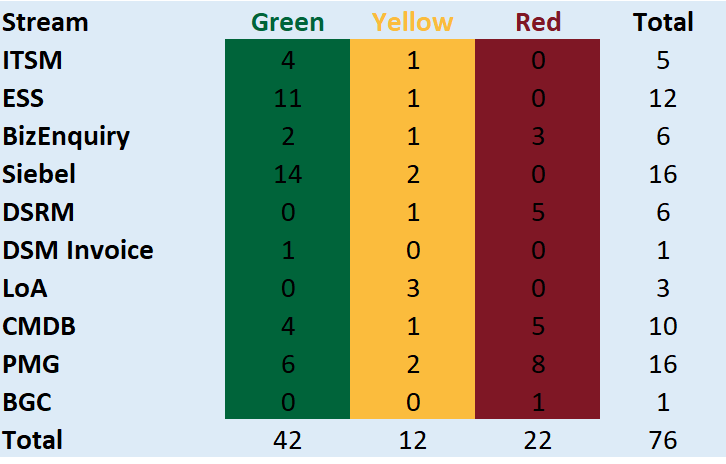 Stream Green Yellow Red Total
ITSM 4 1 0 5
ESS 11 1 0 12
BizEnquiry 2 1 3 6
Siebel 14 2 0 16
DSRM 0 1 5 6
DSM Invoice 1 0 0 1
LoA 0 3 0 3
CMDB 4 1 5 10
PMG 6 2 8 16
BGC 0 0 1 1
Total 42 12 22 76